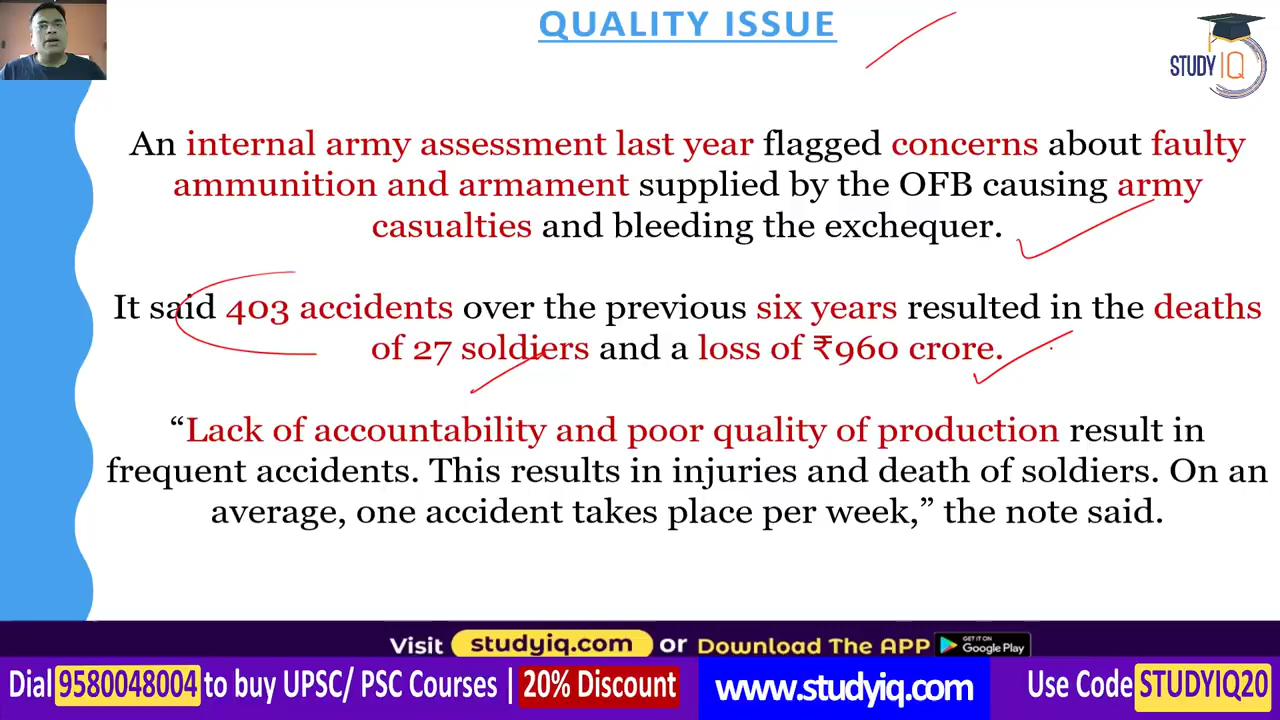 QUALITY ISSUE
STUDY IQ
An internal army assessment last year flagged concerns about faulty
ammunition and armament supplied by the OFB causing army
casualties and bleeding the exchequer.
It said 403 accidents over the previous six years resulted in the deaths
of 27 soldiers and a loss of ₹960 crore.
“Lack of accountability and poor quality of production result in
frequent accidents. This results in injuries and death of soldiers. On an
average, one accident takes place per week,” the note said.
Visit studyiq.com or Download The APP GET IT ON Google Play
Dial 9580048004 to buy UPSC/ PSC Courses | 20% Discount www.studyiq.com Use Code STUDYIQ20